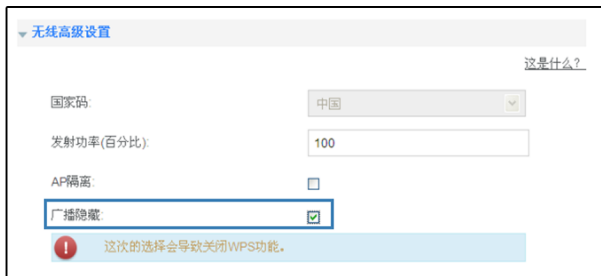 无线高级设置
这是什么?
国家码: 中国
发射功率(百分比): 100
AP隔离:
广播隐藏:
这次的选择会导致关闭WPS功能。